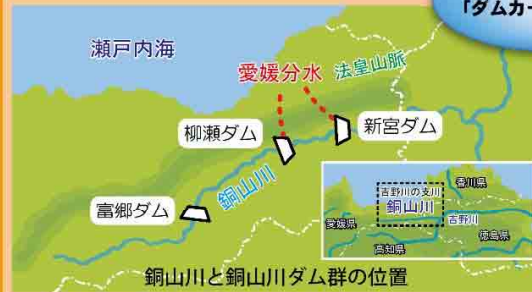 「ダムカー
瀬戸内海
愛媛分水
法皇山脈
柳瀬ダム
新宮ダム
銅山川
富郷ダム
香川県
吉野川の支川
銅山川
愛媛県
吉野川
徳島県
高知県
銅山川と銅山川ダム群の位置